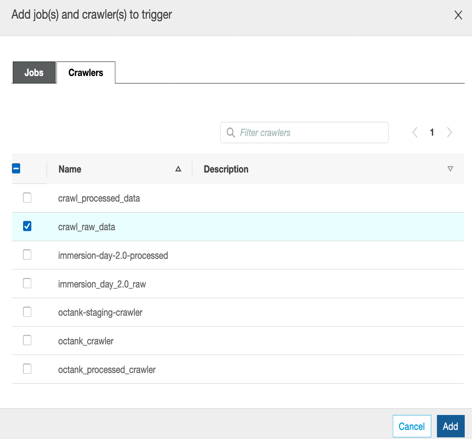 Add job(s) and crawler(s) to trigger
Jobs Crawlers
Filter crawlers 1
Name Description
crawl_processed_data
crawl_raw_data
immersion-day-2.0-processed
immersion_day_2.0_raw
octank-staging-crawler
octank_crawler
octank_processed_crawler
Cancel Add